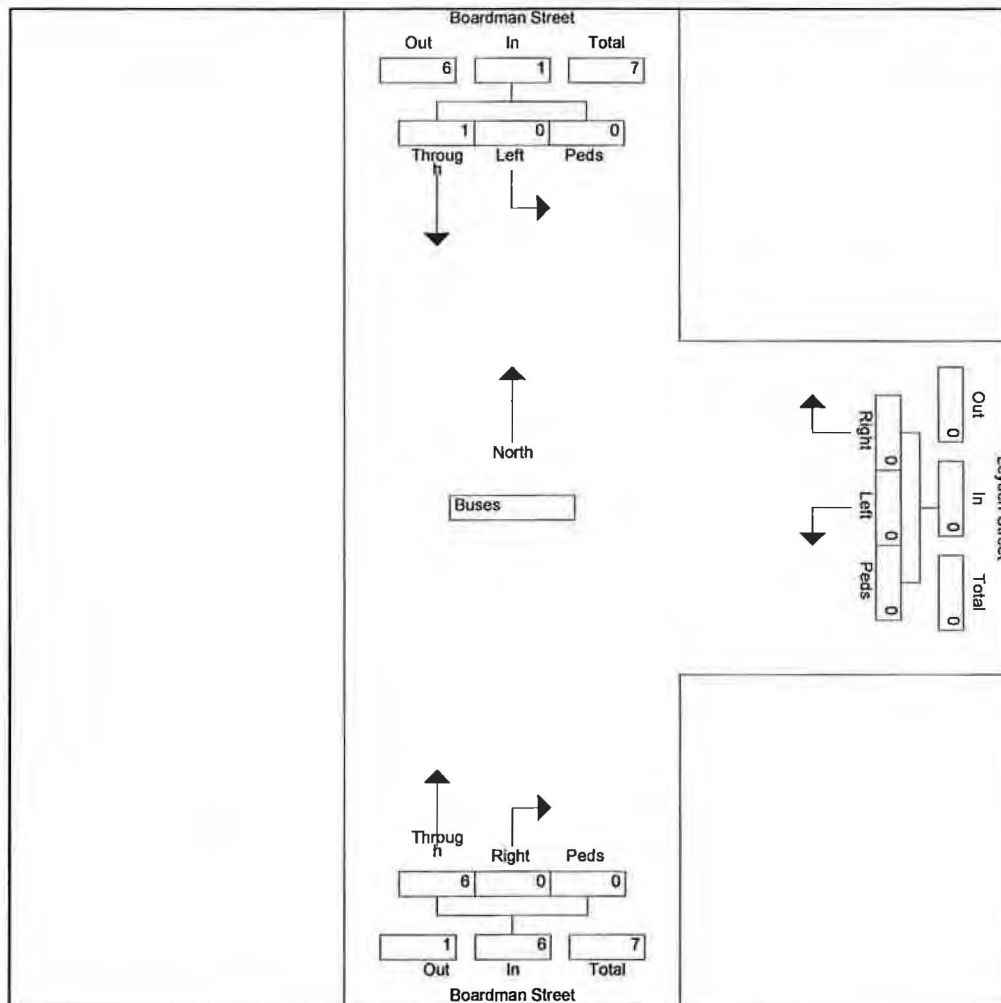 Boardman Street
Out In Total
6 1 7
1 0 0
Throug Left Peds
h
North
Buses
Out In Total
0 0 0
Right Left Peds
0 0 0
Street
Throug Right Peds
h
6 0 0
1 6 7
Out In Total
Boardman Street